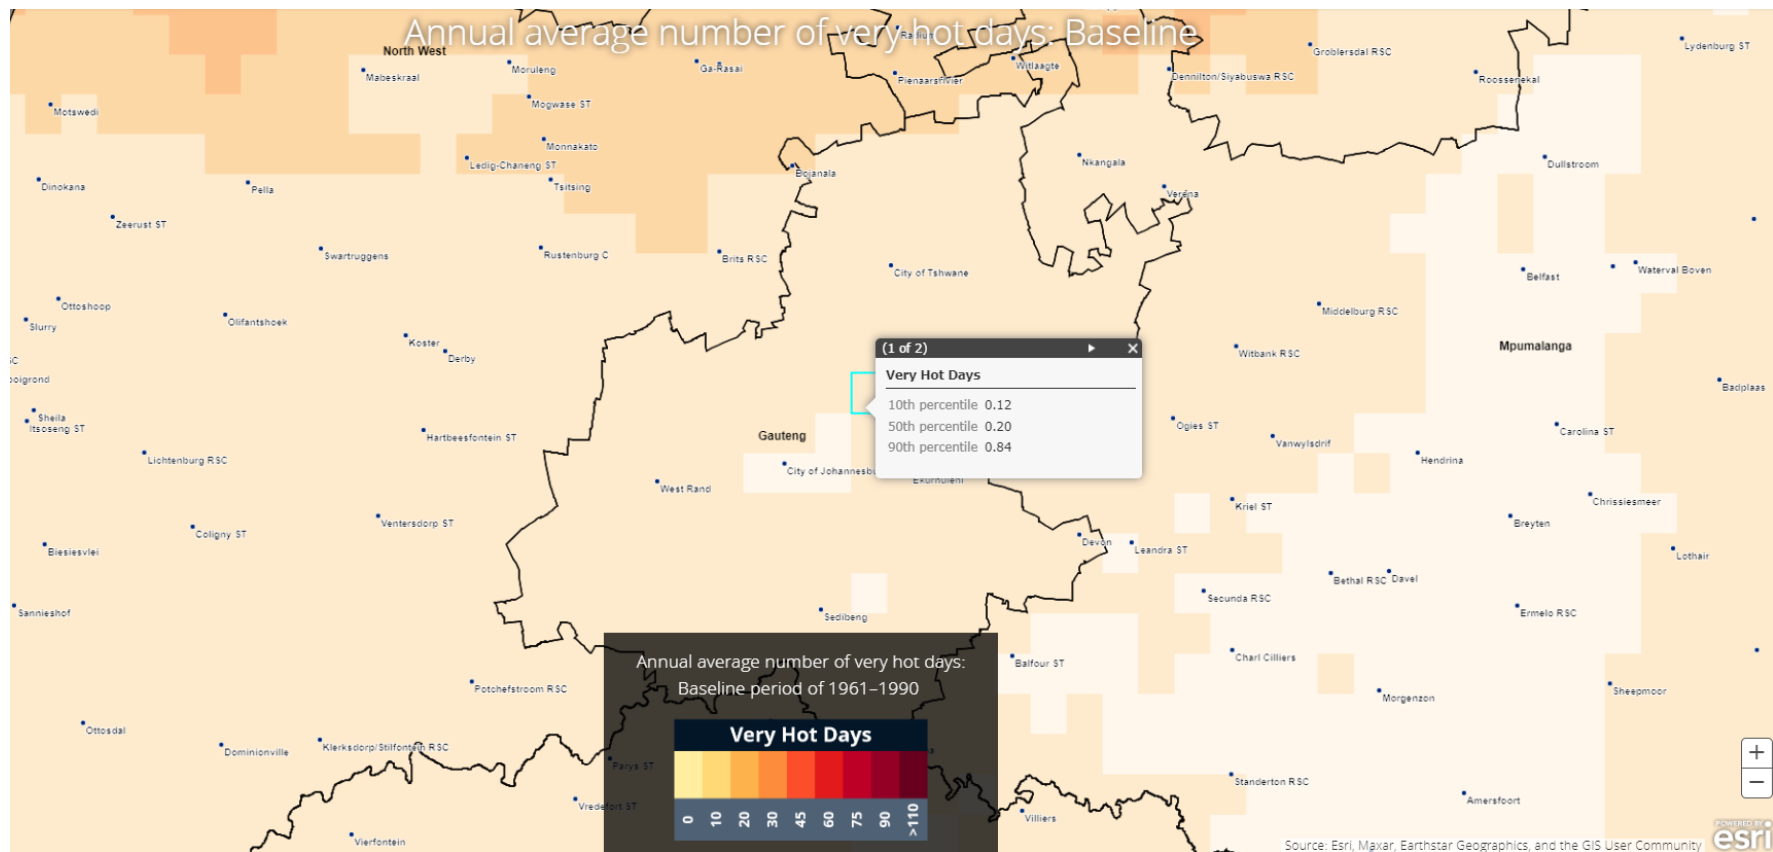 Annual average number of very hot days: Baseline
North West
Radium
Groblersdal RSC
Lydenburg ST
Mabeskraal
Moruleng
Ga-Rasai
Pienaarsrivier
Witlaagte
Dennilton/Siyabuswa RSC
Roossenekal
Motswedi
Mogwase ST
Monnakato
Ledig-Chaneng ST
Nkangala
Dullstroom
Dinokana
Pella
Tsitsing
Bojanala
Verena
Zeerust ST
Swartruggens
Rustenburg C
Brits RSC
City of Tshwane
Belfast
Waterval Boven
Ottoshoop
Slurry
Olifantshoek
Middelburg RSC
Koster
Derby
Witbank RSC
Mpumalanga
SC
ooigrond
Badplaas
(1 of 2)
Very Hot Days
10th percentile 0.12
50th percentile 0.20
90th percentile 0.84
Sheila
Itsoseng ST
Hartbeesfontein ST
Gauteng
Ogies ST
Vanwylsdrif
Carolina ST
Lichtenburg RSC
City of Johannesbu
Hendrina
West Rand
Ekurhuleni
Kriel ST
Chrissiesmeer
Coligny ST
Ventersdorp ST
Breyten
Biesiesvlei
Devon
Leandra ST
Lothair
Bethal RSC
Davel
Sannieshof
Sedibeng
Secunda RSC
Ermelo RSC
Balfour ST
Charl Cilliers
Potchefstroom RSC
Morgenzon
Sheepmoor
Ottosdal
Dominionville
Klerksdorp/Stilfontein RSC
Parys ST
Standerton RSC
Vredefort ST
Villiers
Amersfoort
Vierfontein
Annual average number of very hot days:
Baseline period of 1961–1990
Very Hot Days
0 10 20 30 45 60 75 90 >110
+
−
POWERED BY
esri
Source: Esri, Maxar, Earthstar Geographics, and the GIS User Community